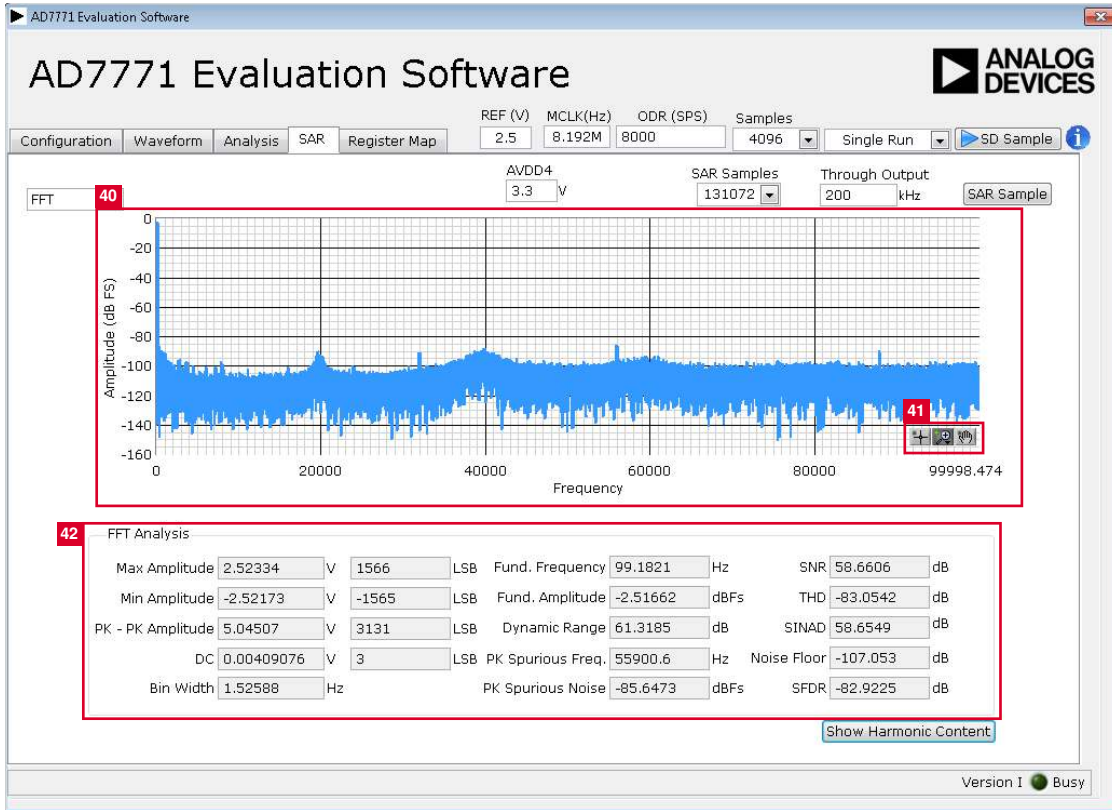 AD7771 Evaluation Software
AD7771 Evaluation Software
ANALOG
DEVICES
REF (V) MCLK(Hz) ODR (SPS) Samples
Configuration Waveform Analysis SAR Register Map 2.5 8.192M 8000 4096 Single Run SD Sample i
AVDD4 SAR Samples Through Output
FFT 40 3.3 V 131072 200 kHz SAR Sample
0
-20
-40
-60
-80
-100
-120
-140
-160
Amplitude (dB FS)
41
0 20000 40000 60000 80000 99998.474
Frequency
42 FFT Analysis
Max Amplitude 2.52334 V 1566 LSB Fund. Frequency 99.1821 Hz SNR 58.6606 dB
Min Amplitude -2.52173 V -1565 LSB Fund. Amplitude -2.51662 dBFs THD -83.0542 dB
PK - PK Amplitude 5.04507 V 3131 LSB Dynamic Range 61.3185 dB SINAD 58.6549 dB
DC 0.00409076 V 3 LSB PK Spurious Freq. 55900.6 Hz Noise Floor -107.053 dB
Bin Width 1.52588 Hz PK Spurious Noise -85.6473 dBFs SFDR -82.9225 dB
Show Harmonic Content
Version I Busy